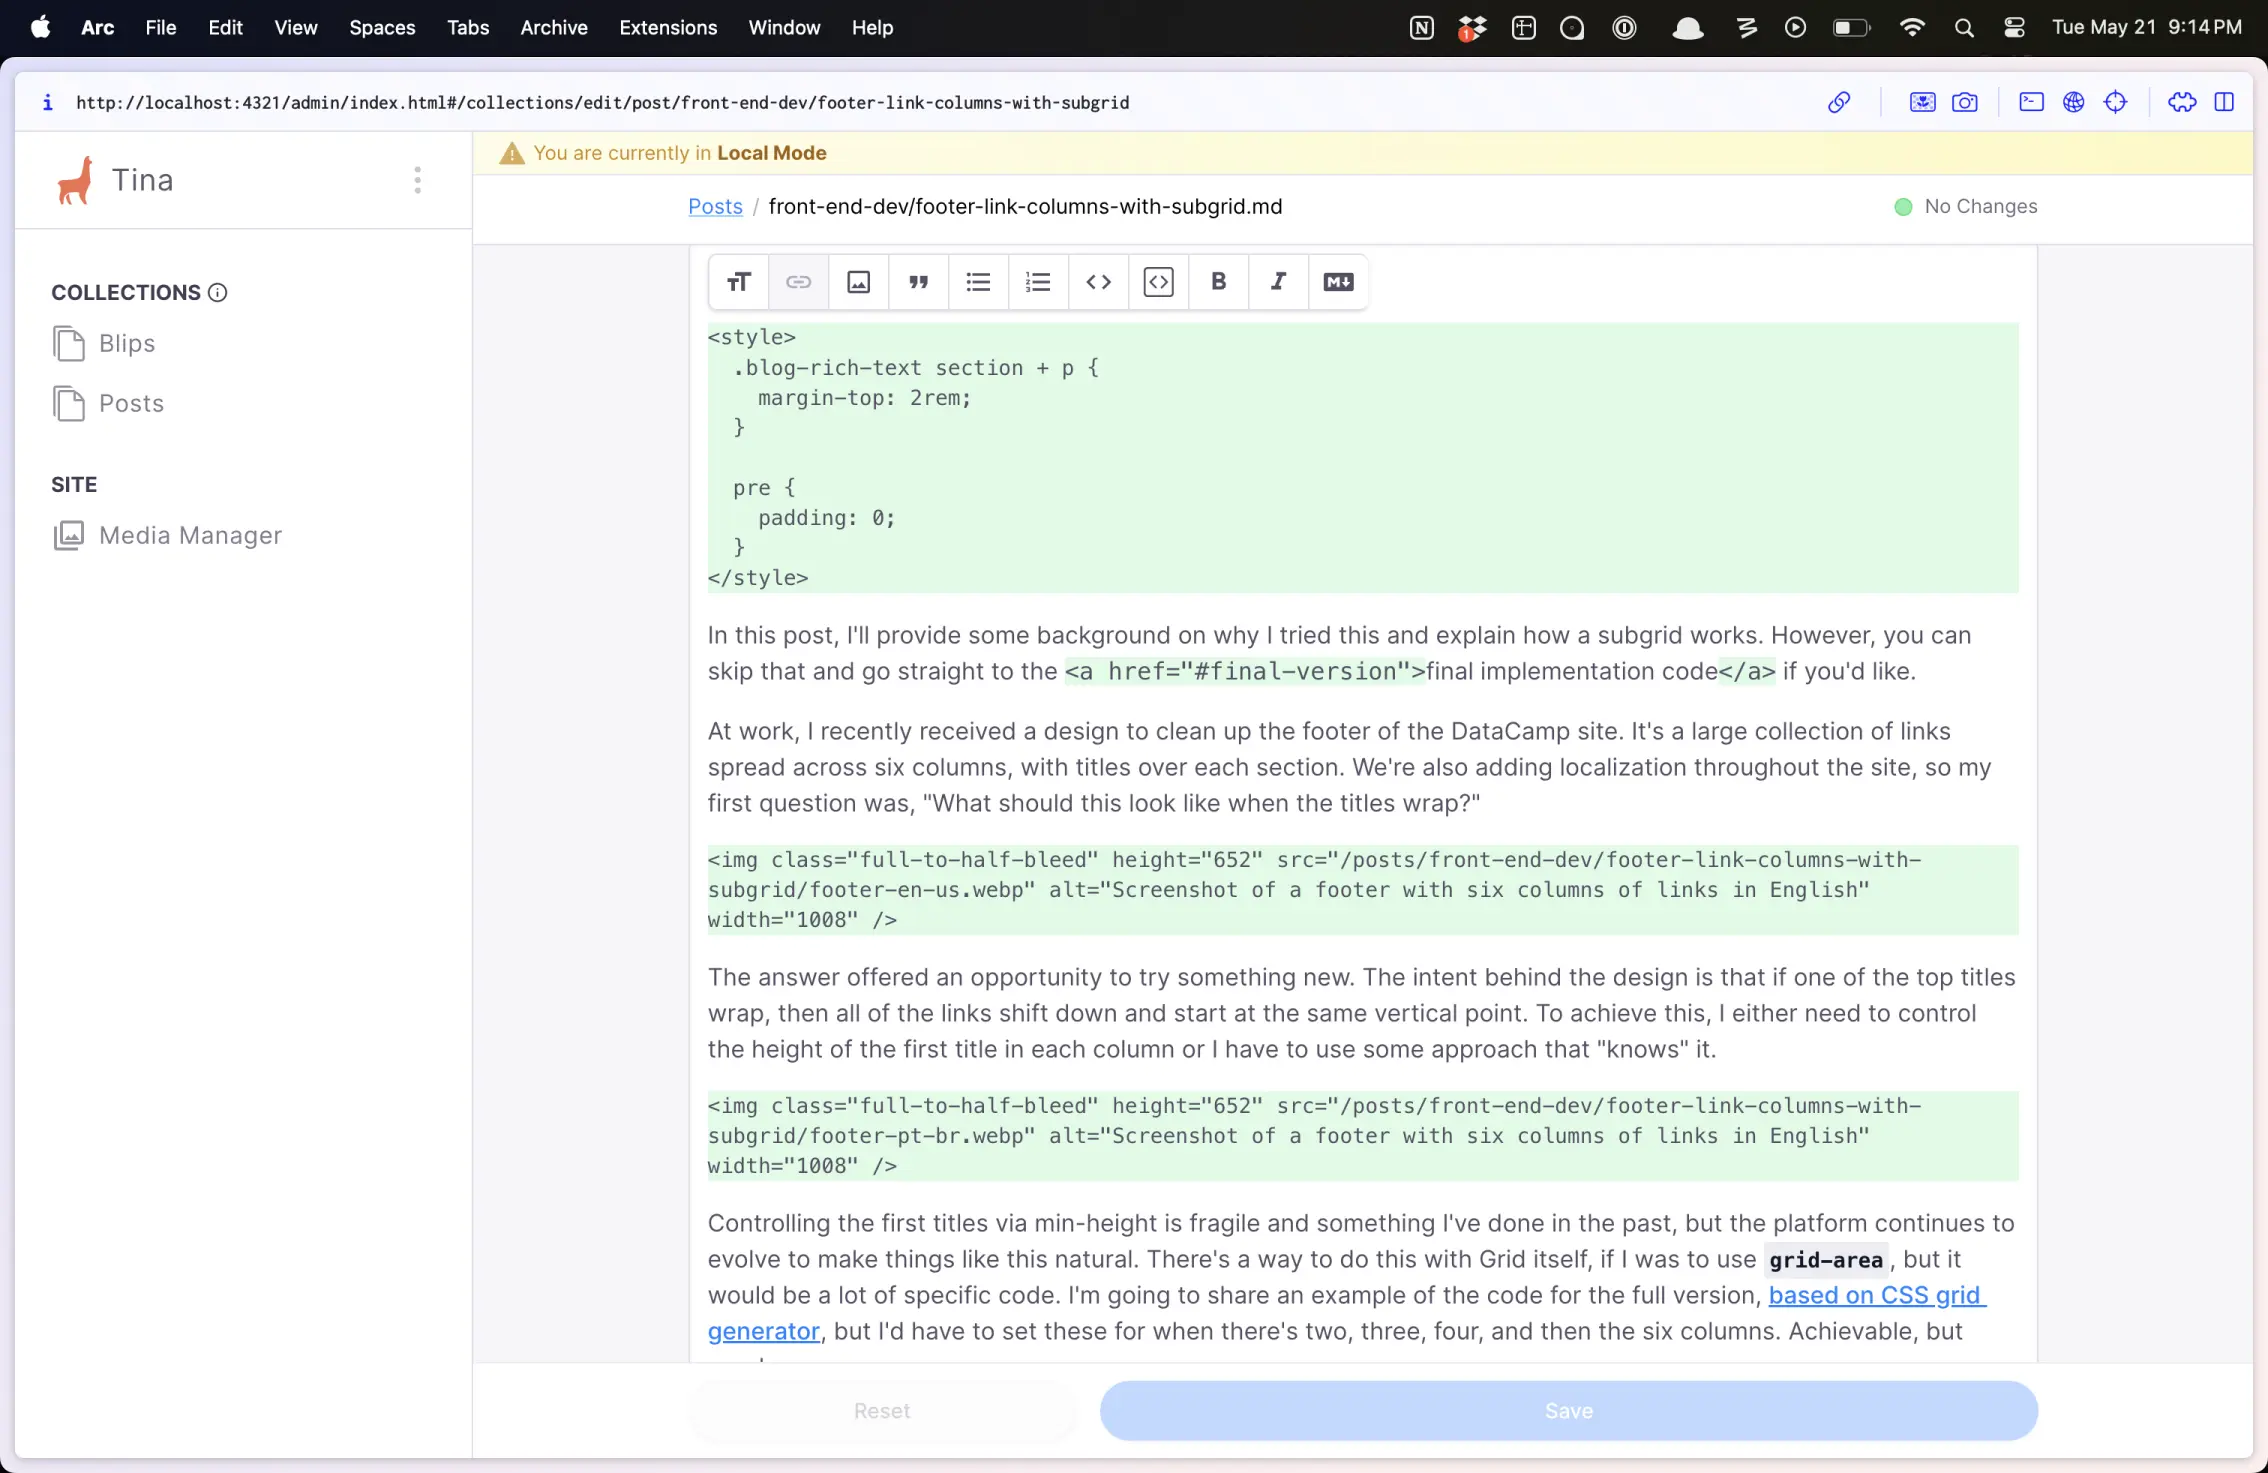 Arc File Edit View Spaces Tabs Archive Extensions Window Help Tue May 21 9:14 PM
http://localhost:4321/admin/index.html#/collections/edit/post/front-end-dev/footer-link-columns-with-subgrid
Tina
You are currently in Local Mode
Posts / front-end-dev/footer-link-columns-with-subgrid.md
No Changes
COLLECTIONS
Blips
Posts
SITE
Media Manager
<style>
.blog-rich-text section + p {
margin-top: 2rem;
}
pre {
padding: 0;
}
</style>
In this post, I'll provide some background on why I tried this and explain how a subgrid works. However, you can
skip that and go straight to the <a href="#final-version">final implementation code</a> if you'd like.
At work, I recently received a design to clean up the footer of the DataCamp site. It's a large collection of links
spread across six columns, with titles over each section. We're also adding localization throughout the site, so my
first question was, "What should this look like when the titles wrap?"
<img class="full-to-half-bleed" height="652" src="/posts/front-end-dev/footer-link-columns-with-
subgrid/footer-en-us.webp" alt="Screenshot of a footer with six columns of links in English"
width="1008" />
The answer offered an opportunity to try something new. The intent behind the design is that if one of the top titles
wrap, then all of the links shift down and start at the same vertical point. To achieve this, I either need to control
the height of the first title in each column or I have to use some approach that "knows" it.
<img class="full-to-half-bleed" height="652" src="/posts/front-end-dev/footer-link-columns-with-
subgrid/footer-pt-br.webp" alt="Screenshot of a footer with six columns of links in English"
width="1008" />
Controlling the first titles via min-height is fragile and something I've done in the past, but the platform continues to
evolve to make things like this natural. There's a way to do this with Grid itself, if I was to use grid-area, but it
would be a lot of specific code. I'm going to share an example of the code for the full version, based on CSS grid
generator, but I'd have to set these for when there's two, three, four, and then the six columns. Achievable, but
Reset
Save